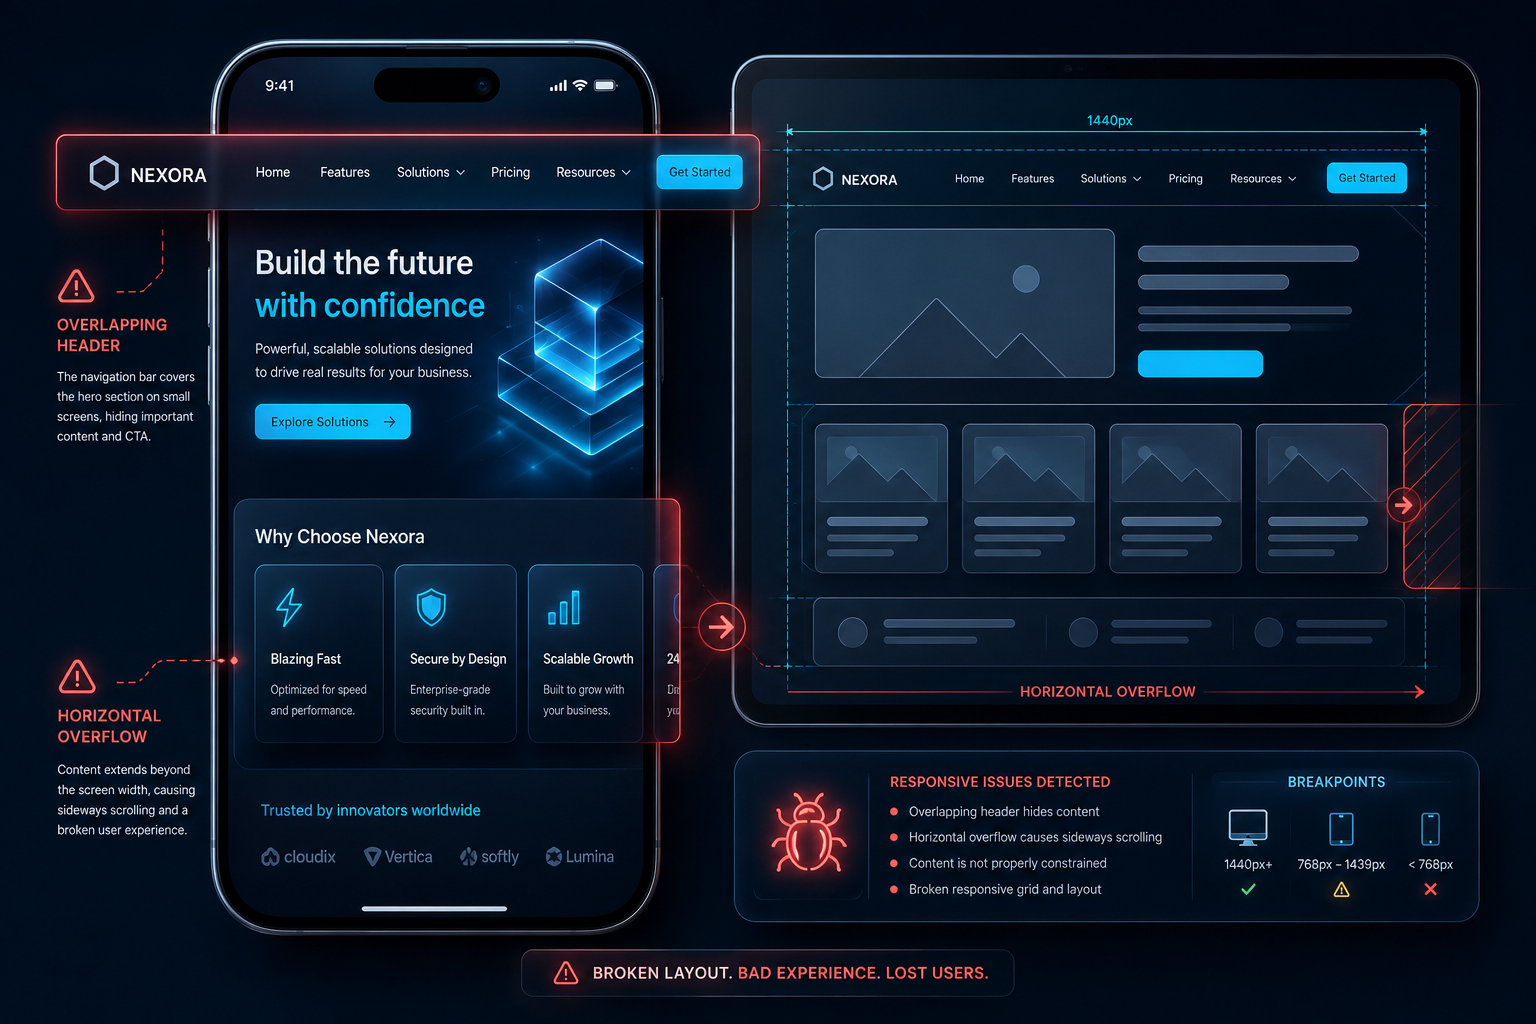 9:41
NEXORA
Home
Features
Solutions
Pricing
Resources
Get Started
OVERLAPPING
HEADER
The navigation bar covers
the hero section on small
screens, hiding important
content and CTA.
Build the future
with confidence
Powerful, scalable solutions designed
to drive real results for your business.
Explore Solutions
Why Choose Nexora
Blazing Fast
Optimized for speed
and performance.
Secure by Design
Enterprise-grade
security built in.
Scalable Growth
Built to grow with
your business.
24
HORIZONTAL
OVERFLOW
Content extends beyond
the screen width, causing
sideways scrolling and a
broken user experience.
Trusted by innovators worldwide
cloudix
Vertica
softly
Lumina
1440px
NEXORA
Home
Features
Solutions
Pricing
Resources
Get Started
HORIZONTAL OVERFLOW
RESPONSIVE ISSUES DETECTED
Overlapping header hides content
Horizontal overflow causes sideways scrolling
Content is not properly constrained
Broken responsive grid and layout
BREAKPOINTS
1440px+
768px – 1439px
< 768px
BROKEN LAYOUT. BAD EXPERIENCE. LOST USERS.